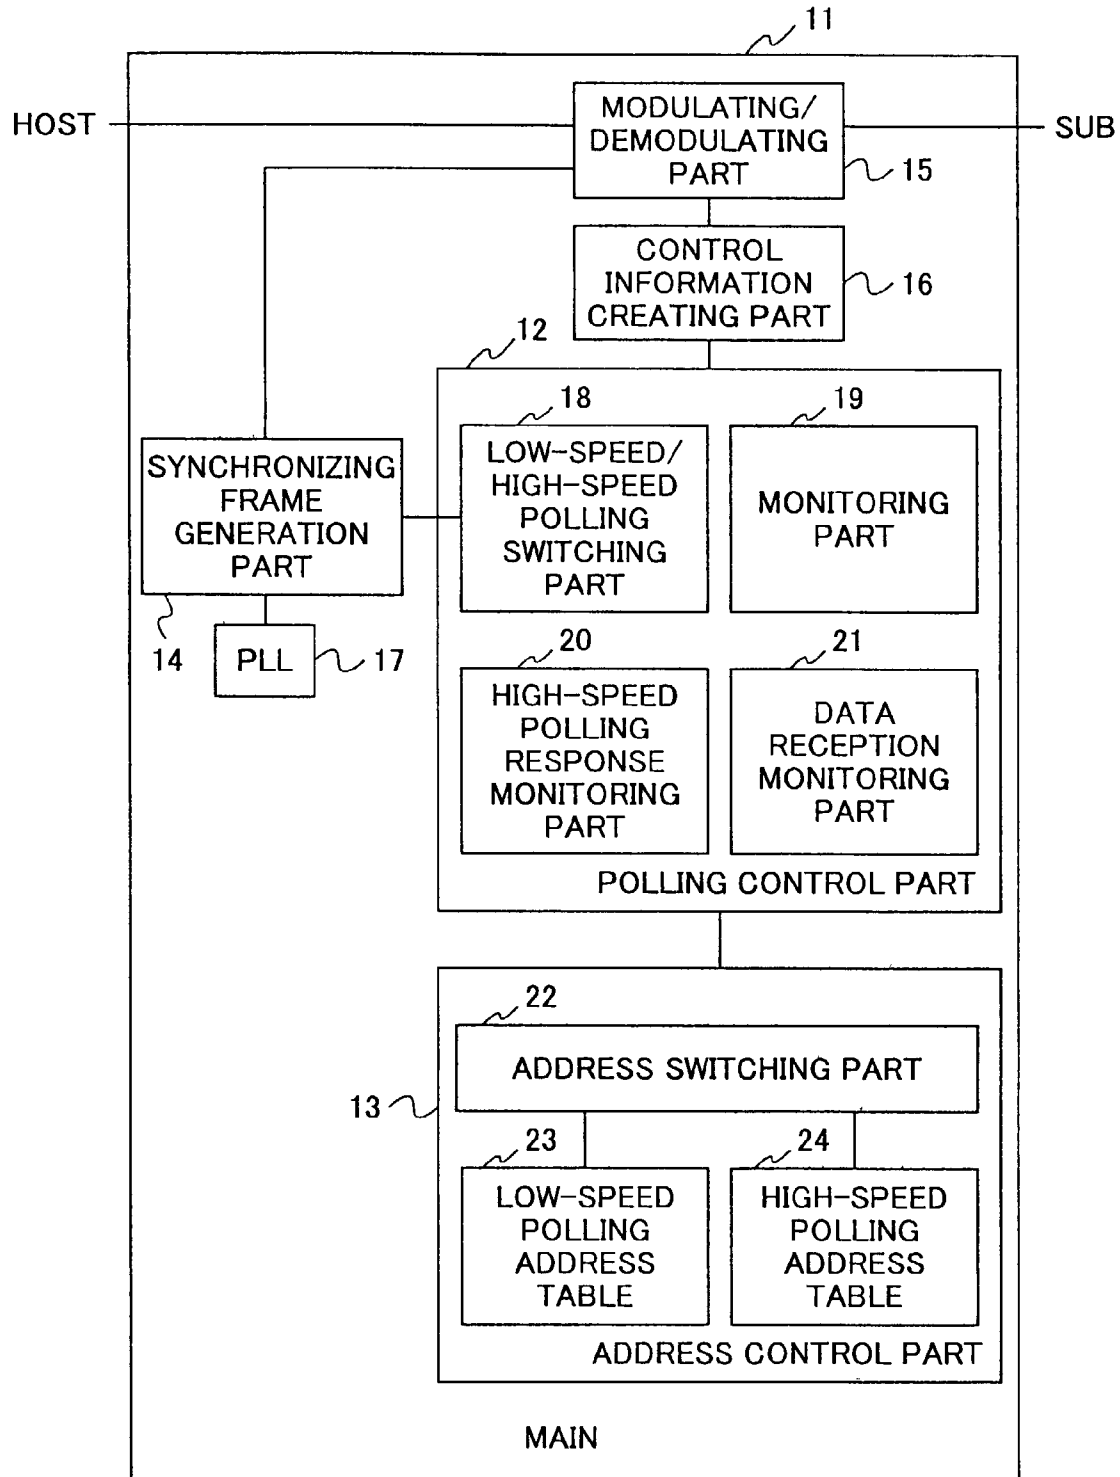 11
HOST
MODULATING/
DEMODULATING
PART
SUB
15
CONTROL
INFORMATION
CREATING PART
16
12
18
LOW-SPEED/
HIGH-SPEED
POLLING
SWITCHING
PART
19
MONITORING
PART
SYNCHRONIZING
FRAME
GENERATION
PART
14
PLL
17
20
HIGH-SPEED
POLLING
RESPONSE
MONITORING
PART
21
DATA
RECEPTION
MONITORING
PART
POLLING CONTROL PART
22
ADDRESS SWITCHING PART
13
23
LOW-SPEED
POLLING
ADDRESS
TABLE
24
HIGH-SPEED
POLLING
ADDRESS
TABLE
ADDRESS CONTROL PART
MAIN